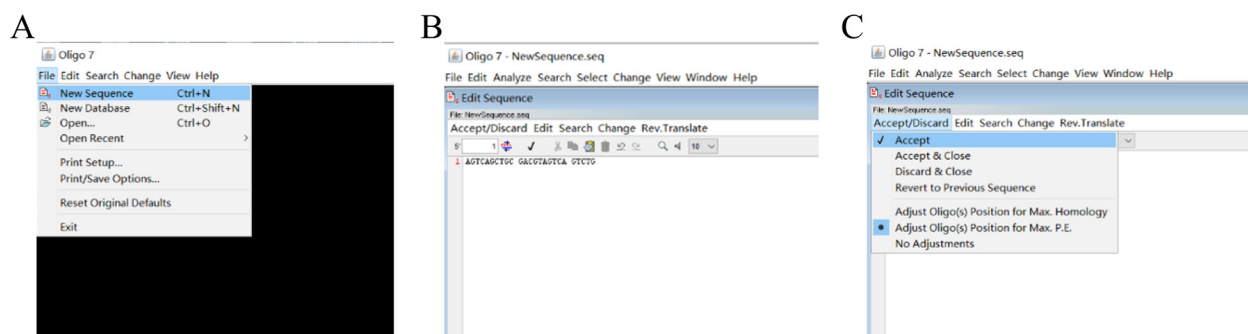 A
Oligo 7
File Edit Search Change View Help
New Sequence Ctrl+N
New Database Ctrl+Shift+N
Open... Ctrl+O
Open Recent >
Print Setup...
Print/Save Options...
Reset Original Defaults
Exit
B
Oligo 7 - NewSequence.seq
File Edit Analyze Search Select Change View Window Help
Edit Sequence
File: NewSequence.seq
Accept/Discard Edit Search Change Rev.Translate
5' 1 10
1 AGTCAGCTGC GACGTAGTCA GTCTG
C
Oligo 7 - NewSequence.seq
File Edit Analyze Search Select Change View Window Help
Edit Sequence
File: NewSequence.seq
Accept/Discard Edit Search Change Rev.Translate
✓ Accept
Accept & Close
Discard & Close
Revert to Previous Sequence
Adjust Oligo(s) Position for Max. Homology
Adjust Oligo(s) Position for Max. P.E.
No Adjustments